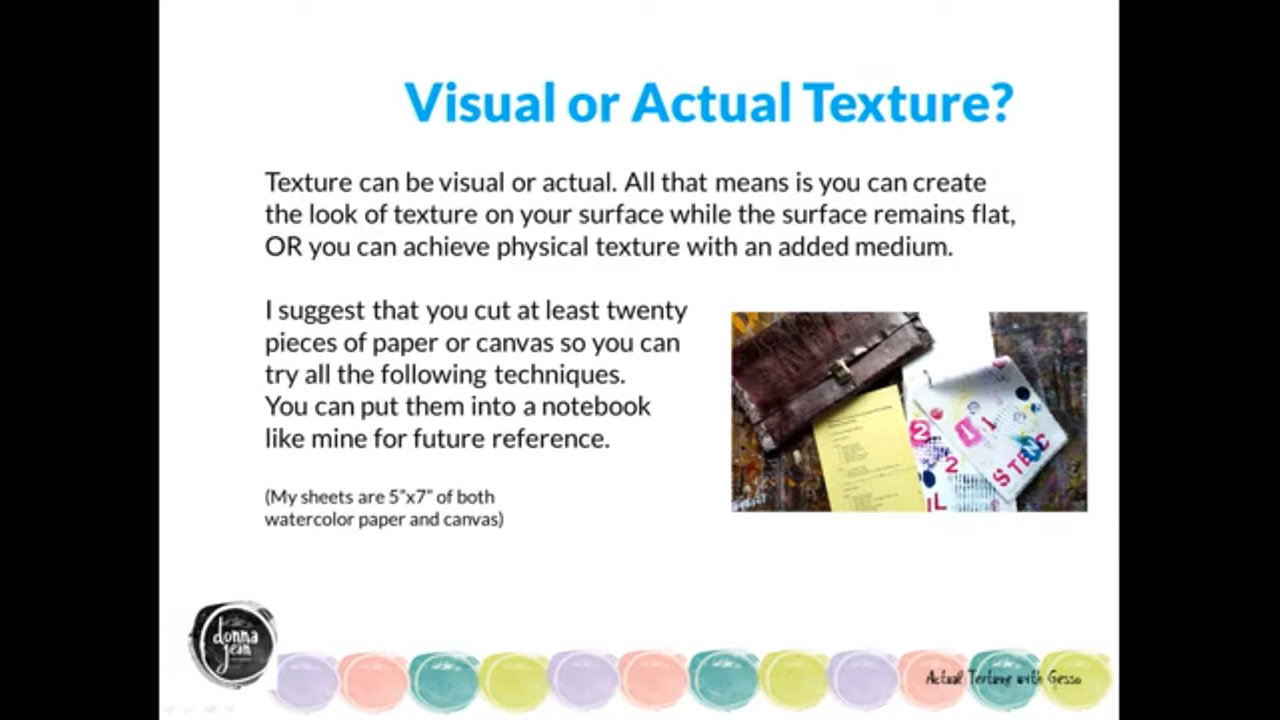 Visual or Actual Texture?
Texture can be visual or actual. All that means is you can create
the look of texture on your surface while the surface remains flat,
OR you can achieve physical texture with an added medium.
I suggest that you cut at least twenty
pieces of paper or canvas so you can
try all the following techniques.
You can put them into a notebook
like mine for future reference.
(My sheets are 5”x7” of both
watercolor paper and canvas)
donna
jean
Actual Texture with Gesso